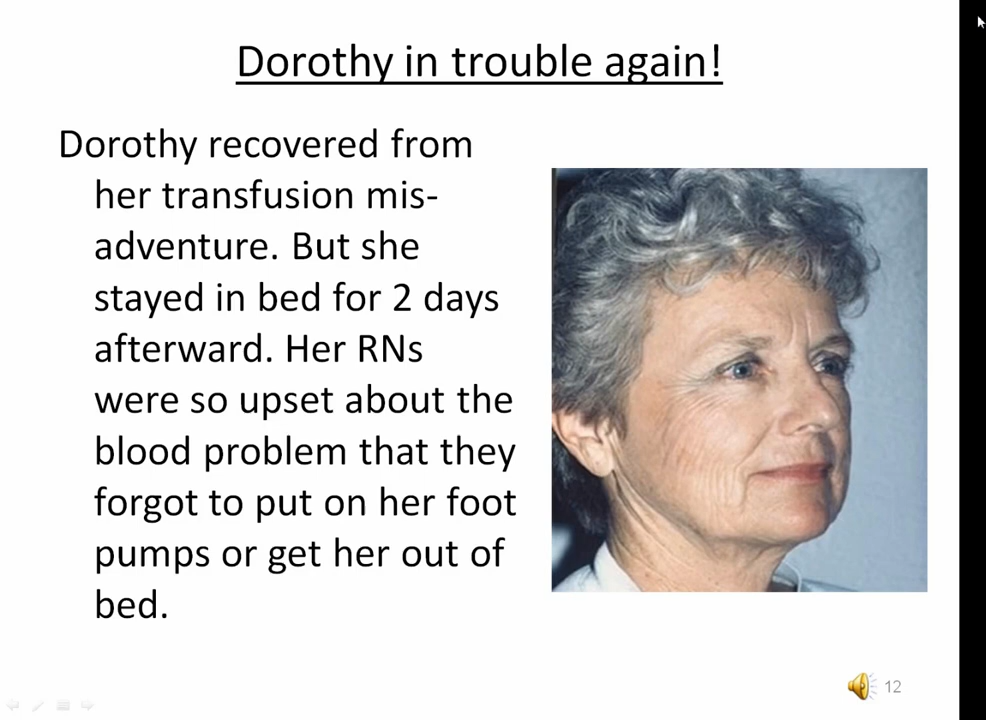 Dorothy in trouble again!
Dorothy recovered from
her transfusion mis-
adventure. But she
stayed in bed for 2 days
afterward. Her RNs
were so upset about the
blood problem that they
forgot to put on her foot
pumps or get her out of
bed.
12